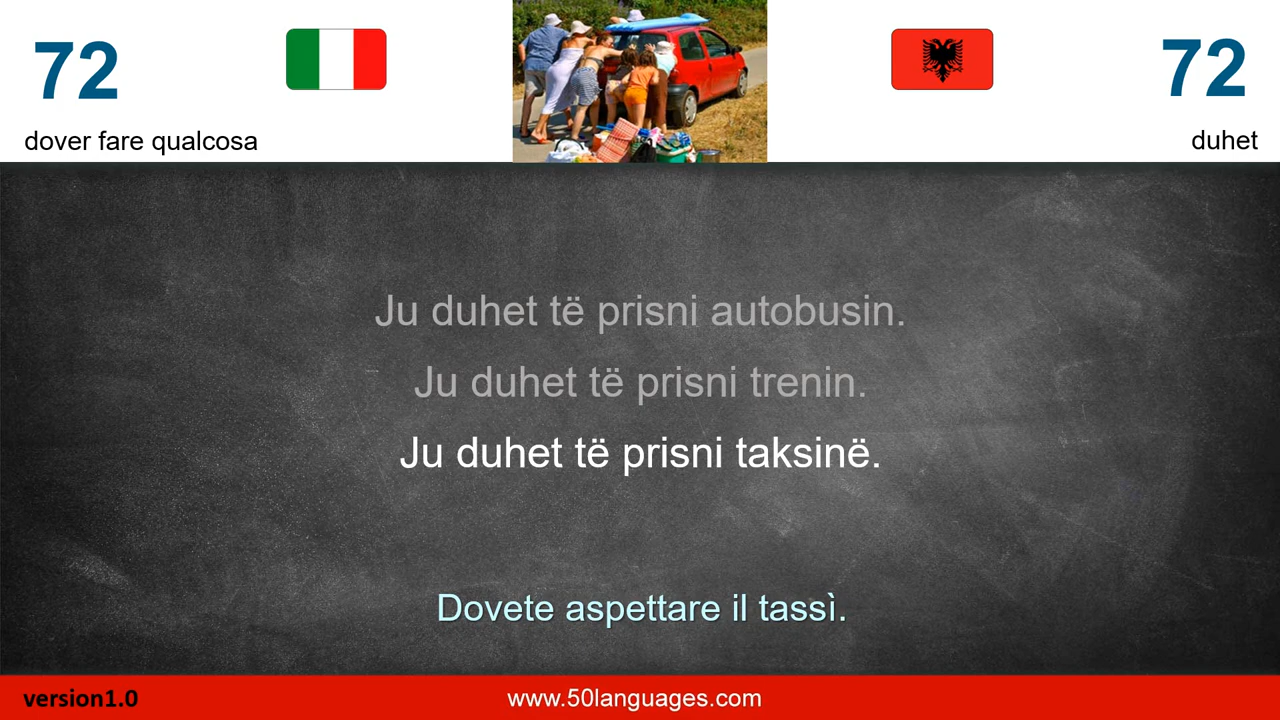 72
72
dover fare qualcosa
duhet
Ju duhet të prisni autobusin.
Ju duhet të prisni trenin.
Ju duhet të prisni taksinë.
Dovete aspettare il tassì.
version1.0
www.50languages.com